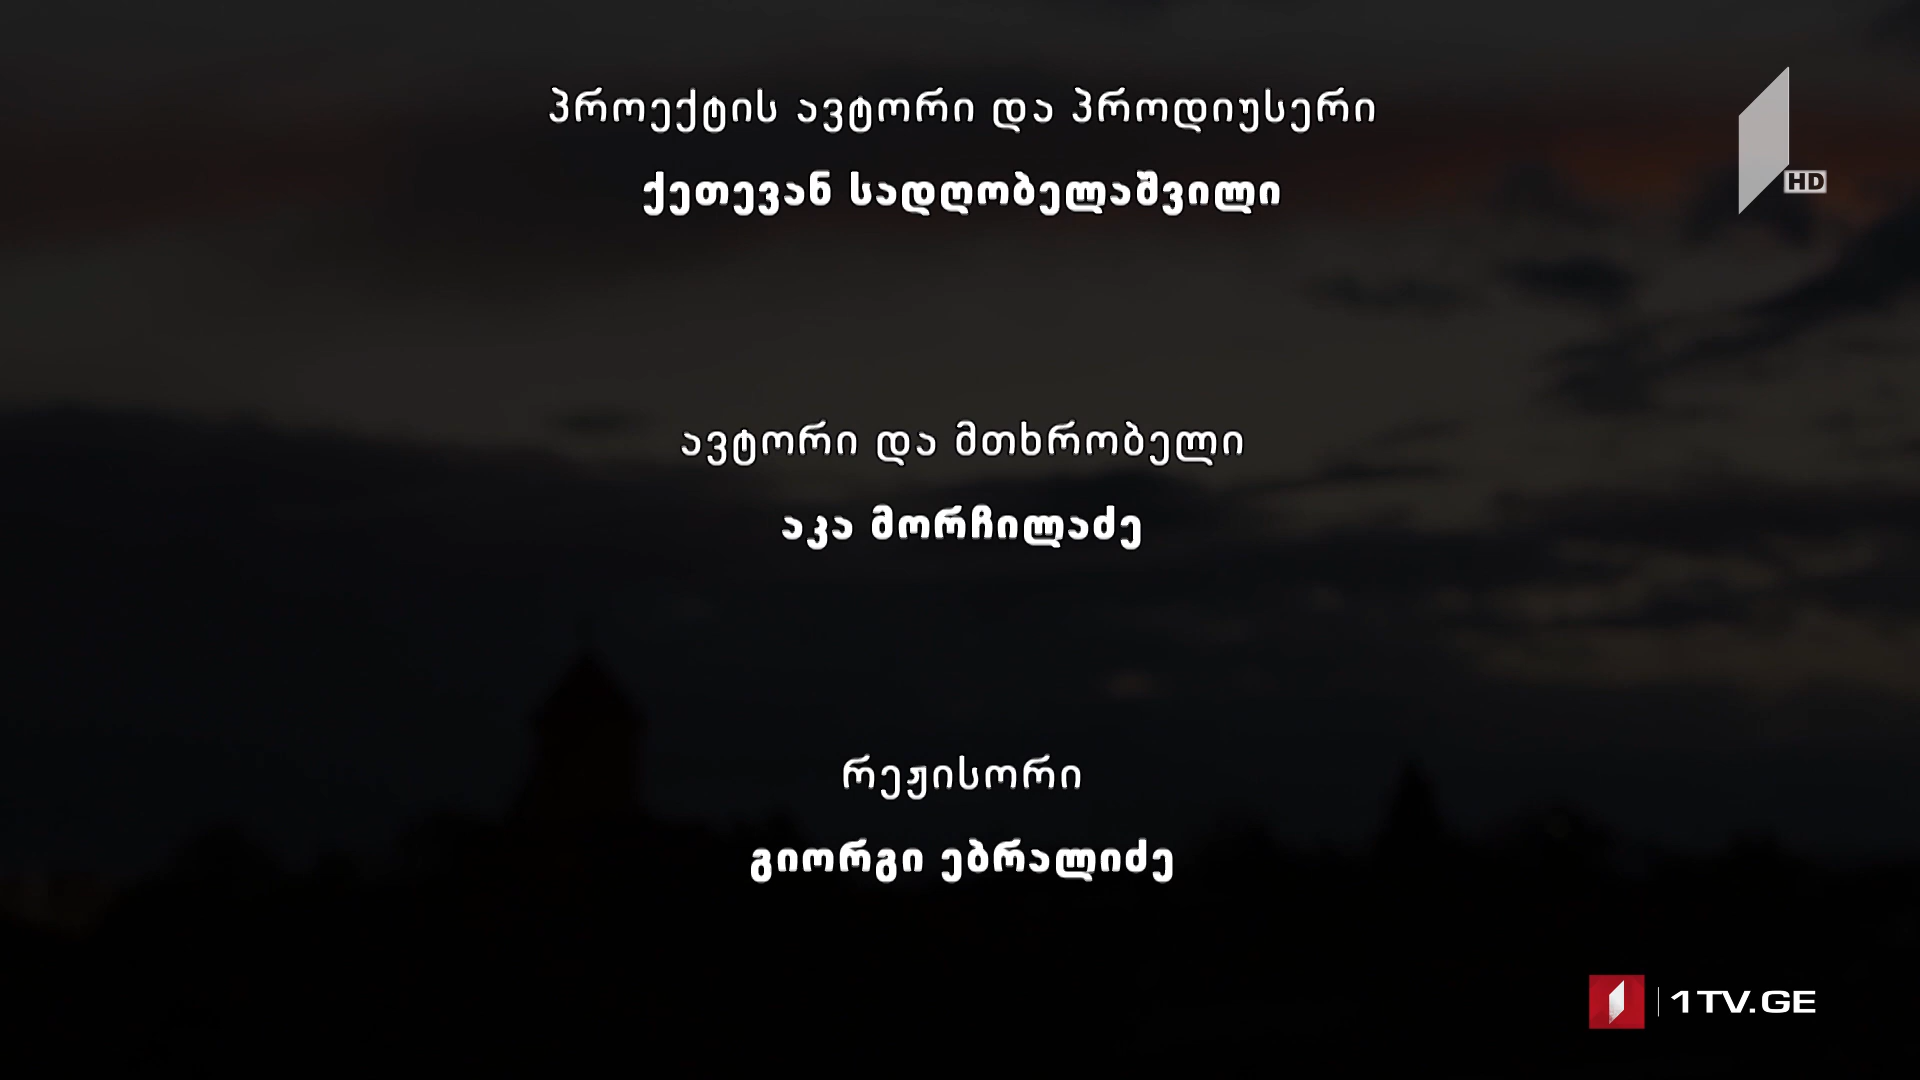 პროექტის ავტორი და პროდიუსერი
ქეთევან სადღობელაშვილი
HD
ავტორი და მთხრობელი
აკა მორჩილაძე
რეჟისორი
გიორგი ებრალიძე
1TV.GE